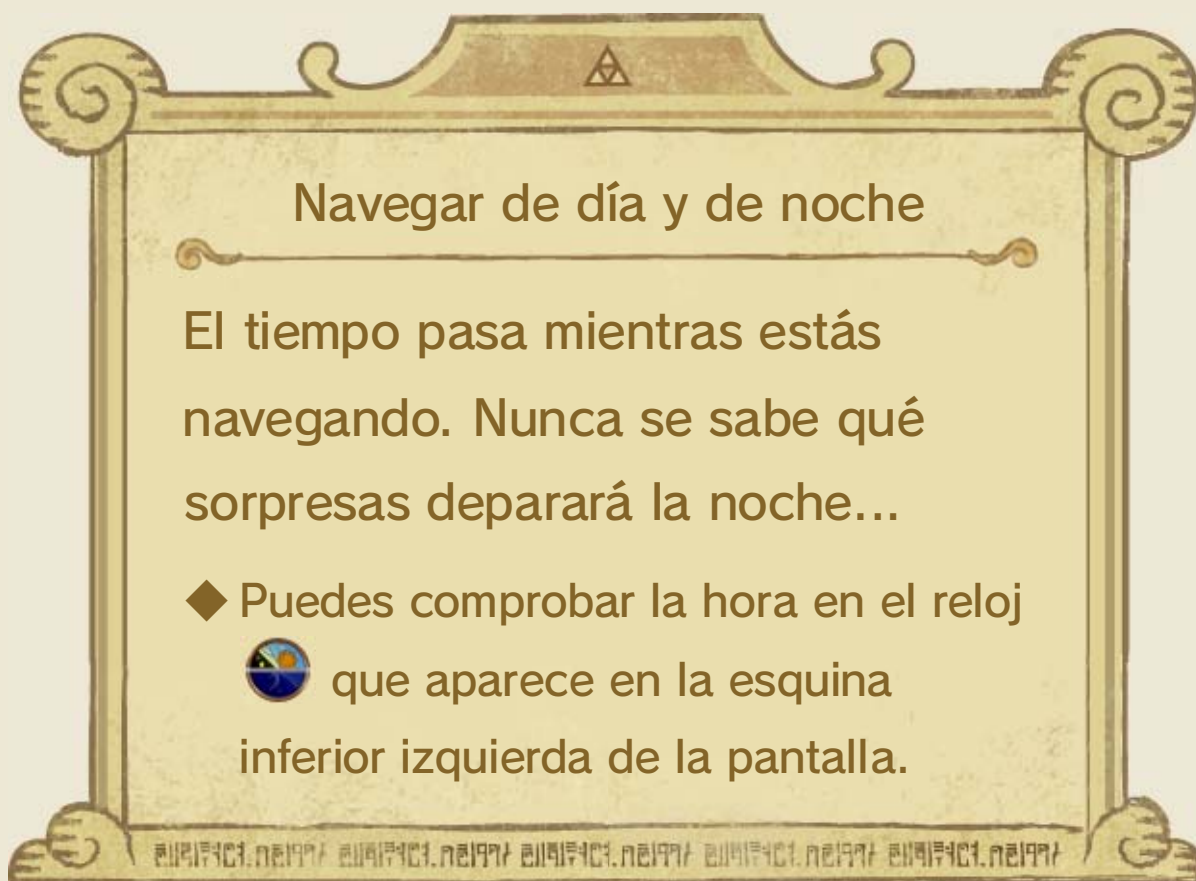 Navegar de día y de noche
El tiempo pasa mientras estás
navegando. Nunca se sabe qué
sorpresas deparará la noche...
◆ Puedes comprobar la hora en el reloj
que aparece en la esquina
inferior izquierda de la pantalla.